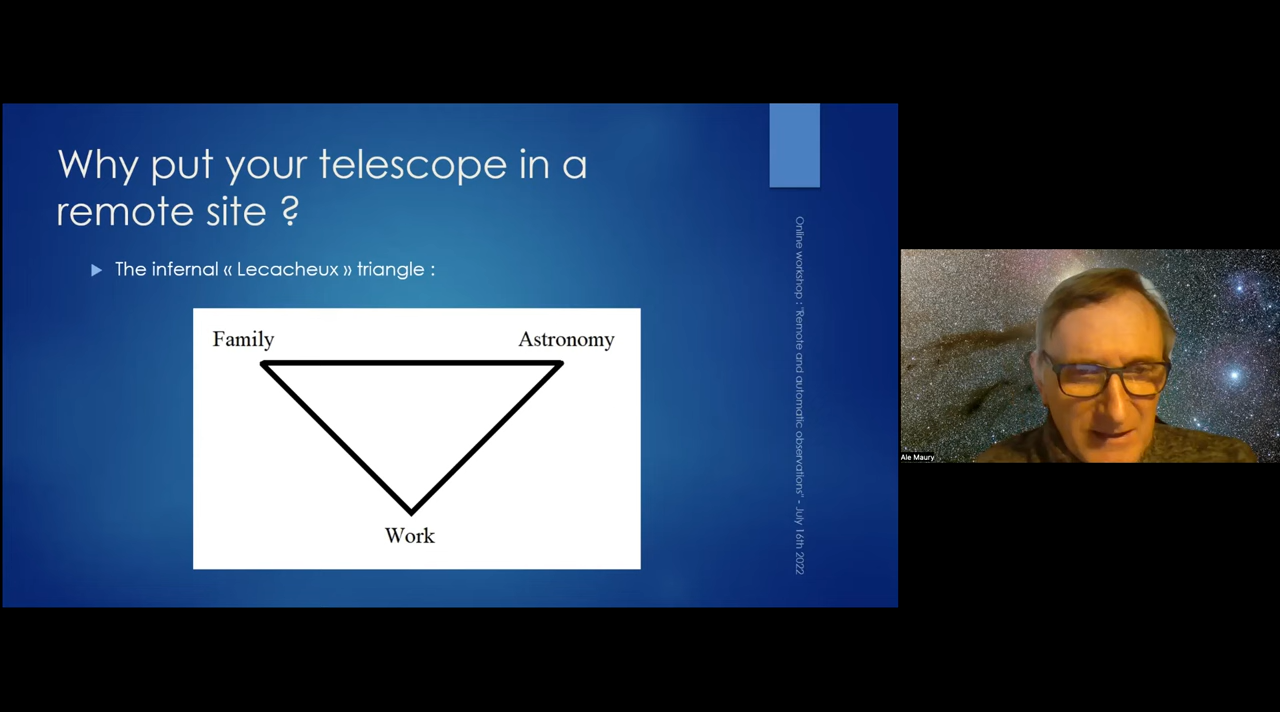 Why put your telescope in a
remote site ?
The infernal « Lecacheux » triangle :
Family
Astronomy
Work
Online workshop : "Remote and automatic observations" - July 16th 2022
Ale Maury